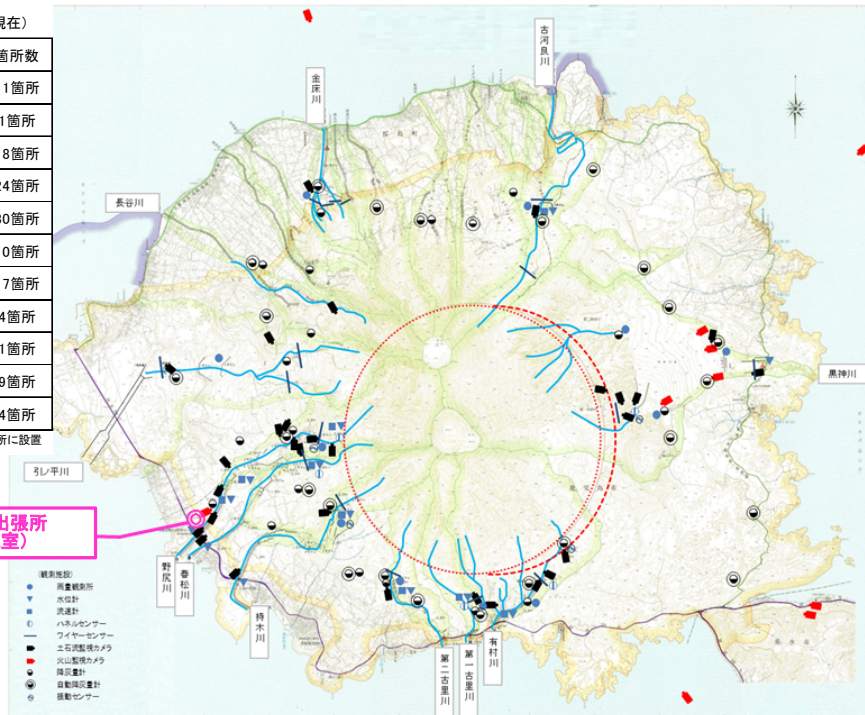 現在）
箇所数
1箇所
1箇所
8箇所
24箇所
30箇所
0箇所
7箇所
4箇所
1箇所
9箇所
4箇所
所に設置
金床川
古河良川
長谷川
黒神川
引ノ平川
出張所
室）
野尻川
春松川
持木川
第二古里川
第一古里川
有村川
（観測施設）
雨量観測所
水位計
流速計
ハネルセンサー
ワイヤーセンサー
土石流監視カメラ
火山監視カメラ
降灰量計
自動降灰量計
振動センサー